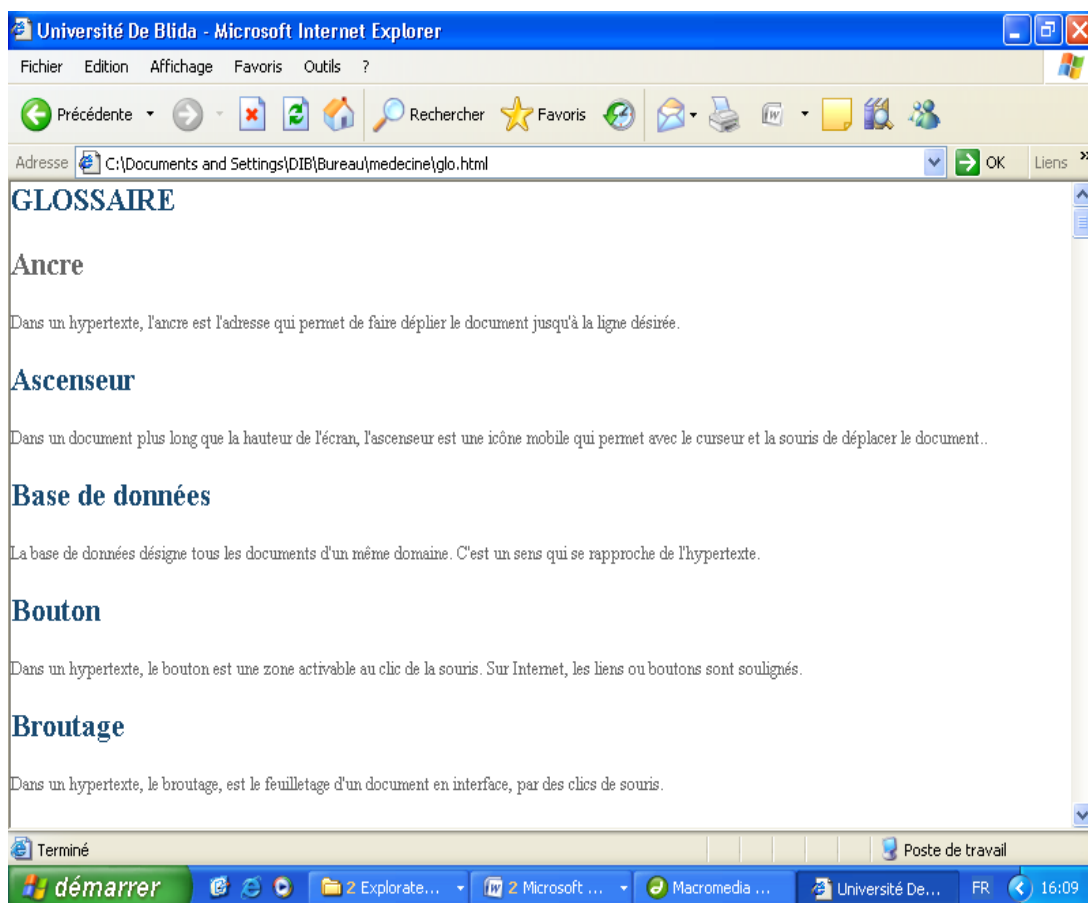 Université De Blida - Microsoft Internet Explorer
Fichier Edition Affichage Favoris Outils ?
Précédente Rechercher Favoris
Adresse C:\Documents and Settings\DIB\Bureau\medecine\glo.html OK Liens »
GLOSSAIRE
Ancre
Dans un hypertexte, l'ancre est l'adresse qui permet de faire déplier le document jusqu'à la ligne désirée.
Ascenseur
Dans un document plus long que la hauteur de l'écran, l'ascenseur est une icône mobile qui permet avec le curseur et la souris de déplacer le document..
Base de données
La base de données désigne tous les documents d'un même domaine. C'est un sens qui se rapproche de l'hypertexte.
Bouton
Dans un hypertexte, le bouton est une zone activable au clic de la souris. Sur Internet, les liens ou boutons sont soulignés.
Broutage
Dans un hypertexte, le broutage, est le feuilletage d'un document en interface, par des clics de souris.
Terminé Poste de travail
démarrer 2 Explorate... 2 Microsoft ... Macromedia ... Université De... FR 16:09